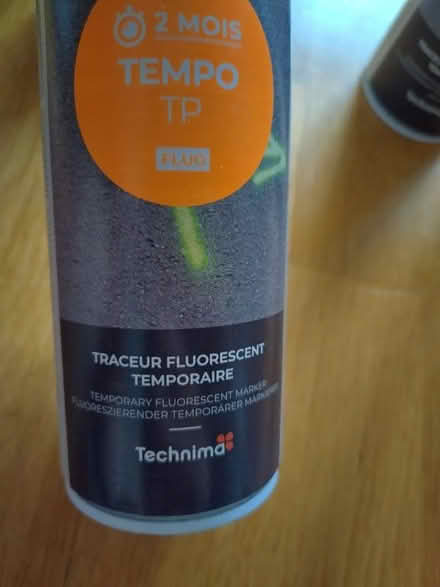 2 MOIS
TEMPO
TP
FLUO
TRACEUR FLUORESCENT
TEMPORAIRE
TEMPORARY FLUORESCENT MARKER
FLUORESZIERENDER TEMPORÄRER MARKIERER
Technima